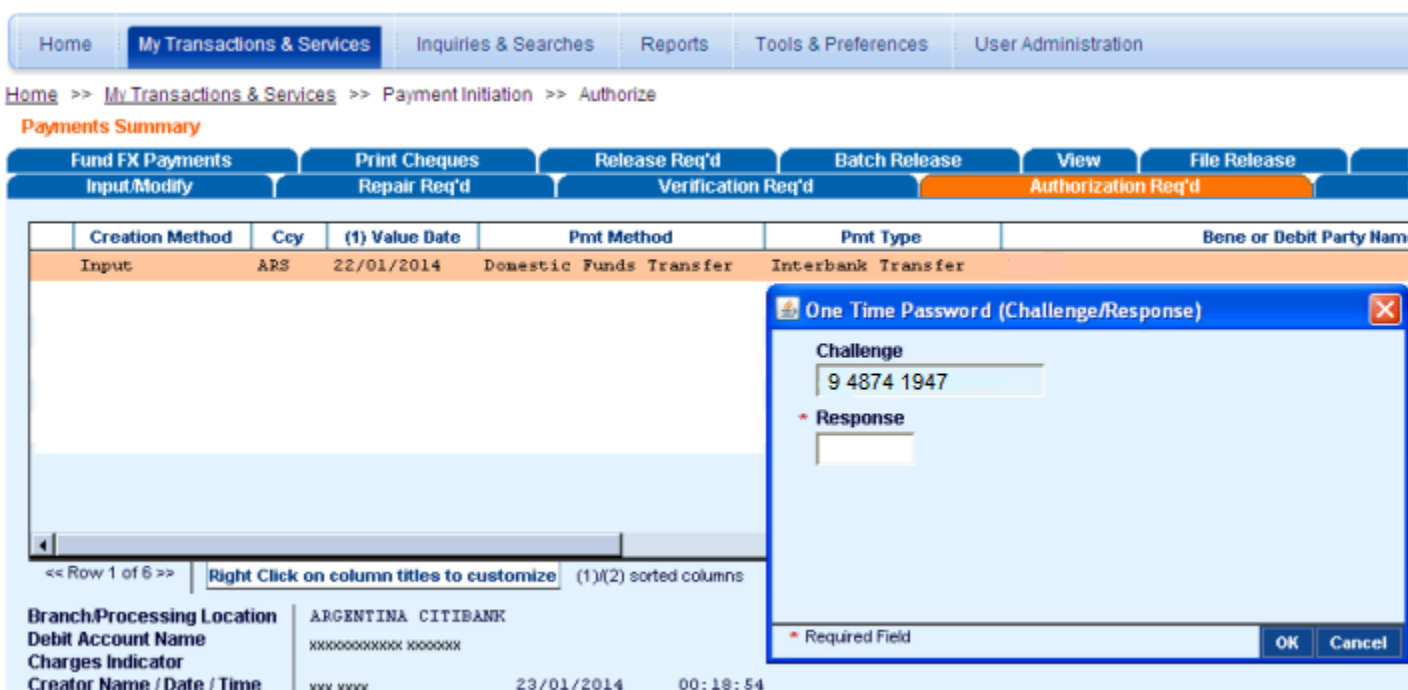 Home My Transactions & Services Inquiries & Searches Reports Tools & Preferences User Administration
Home >> My Transactions & Services >> Payment Initiation >> Authorize
Payments Summary
Fund FX Payments Print Cheques Release Req'd Batch Release View File Release
Input/Modify Repair Req'd Verification Req'd Authorization Req'd
Creation Method Ccy (1) Value Date Pmt Method Pmt Type Bene or Debit Party Nam
Input ARS 22/01/2014 Domestic Funds Transfer Interbank Transfer
One Time Password (Challenge/Response)
Challenge
9 4874 1947
* Response
<< Row 1 of 6 >> Right Click on column titles to customize (1)/(2) sorted columns
Branch/Processing Location ARGENTINA CITIBANK
Debit Account Name xxxxxxxxxxxx xxxxxxx
Charges Indicator
Creator Name / Date / Time xxx xxxx 23/01/2014 00:18:54
* Required Field
OK Cancel